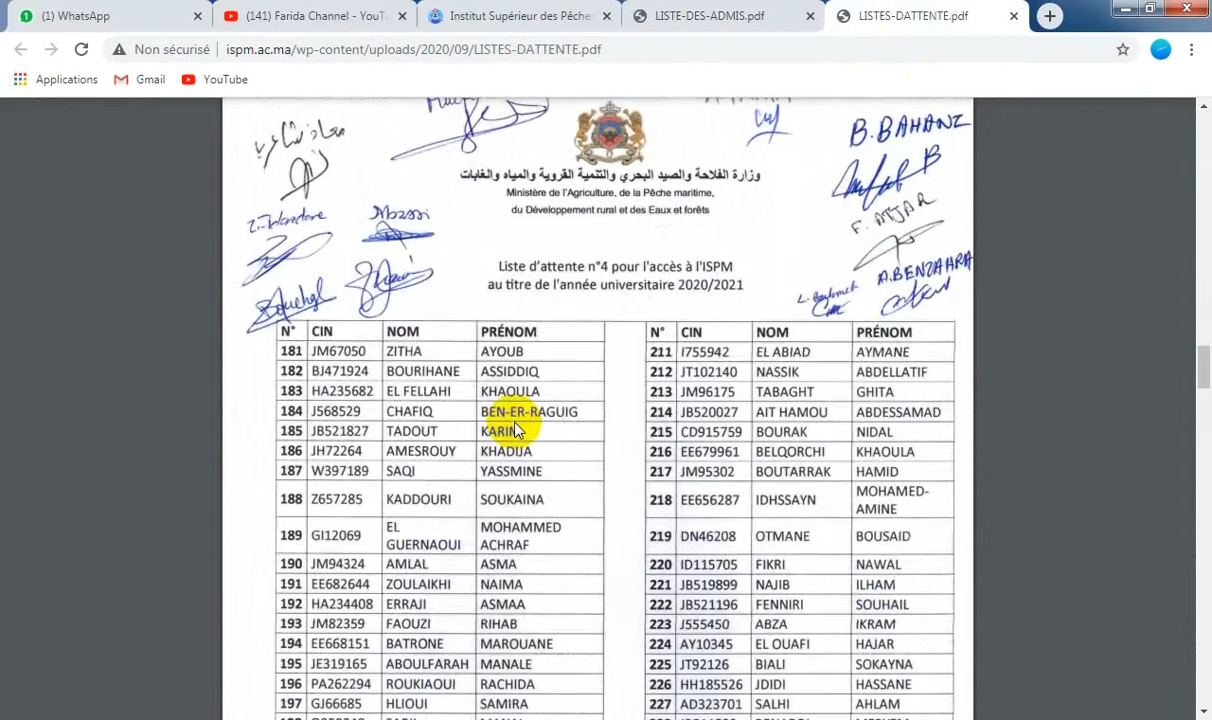 (1) WhatsApp
(141) Farida Channel - YouT
Institut Supérieur des Pêche
LISTE-DES-ADMIS.pdf
LISTES-DATTENTE.pdf
Non sécurisé
ispm.ac.ma/wp-content/uploads/2020/09/LISTES-DATTENTE.pdf
Applications
Gmail
YouTube
B. BAHANZ
وزارة الفلاحة والصيد البحري والتنمية القروية والمياه والغابات
Ministère de l'Agriculture, de la Pêche maritime,
du Développement rural et des Eaux et forêts
F. ATJAR
A.BENZAHRA
Liste d'attente n°4 pour l'accès à l'ISPM
au titre de l'année universitaire 2020/2021
N° CIN NOM PRÉNOM
181 JM67050 ZITHA AYOUB
182 BJ471924 BOURIHANE ASSIDDIQ
183 HA235682 EL FELLAHI KHAOULA
184 J568529 CHAFIQ BEN-ER-RAGUIG
185 JB521827 TADOUT KARIM
186 JH72264 AMESROUY KHADIJA
187 W397189 SAQI YASSMINE
188 Z657285 KADDOURI SOUKAINA
189 GI12069 EL GUERNAOUI MOHAMMED ACHRAF
190 JM94324 AMLAL ASMA
191 EE682644 ZOULAIKHI NAIMA
192 HA234408 ERRAJI ASMAA
193 JM82359 FAOUZI RIHAB
194 EE668151 BATRONE MAROUANE
195 JE319165 ABOULFARAH MANALE
196 PA262294 ROUKIAOUI RACHIDA
197 GJ66685 HLIOUI SAMIRA
N° CIN NOM PRÉNOM
211 I755942 EL ABIAD AYMANE
212 JT102140 NASSIK ABDELLATIF
213 JM96175 TABAGHT GHITA
214 JB520027 AIT HAMOU ABDESSAMAD
215 CD915759 BOURAK NIDAL
216 EE679961 BELQORCHI KHAOULA
217 JM95302 BOUTARRAK HAMID
218 EE656287 IDHSSAYN MOHAMED-AMINE
219 DN46208 OTMANE BOUSAID
220 ID115705 FIKRI NAWAL
221 JB519899 NAJIB ILHAM
222 JB521196 FENNIRI SOUHAIL
223 J555450 ABZA IKRAM
224 AY10345 EL OUAFI HAJAR
225 JT92126 BIALI SOKAYNA
226 HH185526 JDIDI HASSANE
227 AD323701 SALHI AHLAM